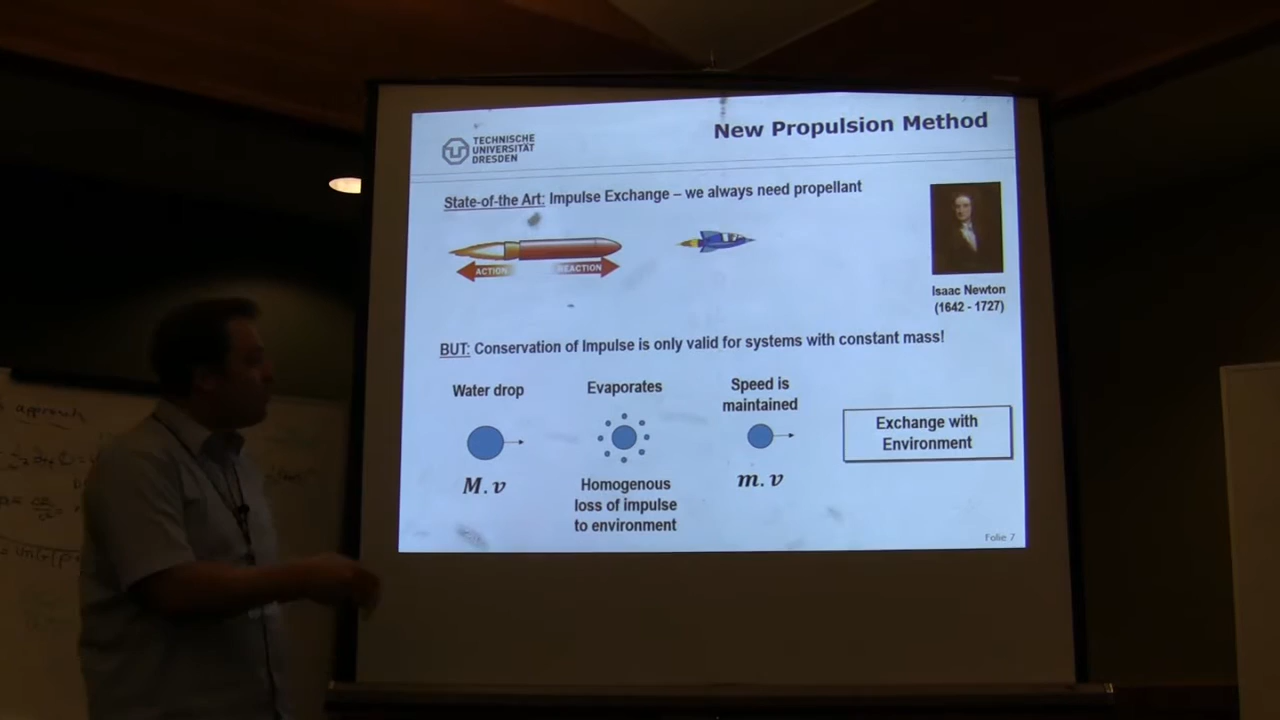 New Propulsion Method
TECHNISCHE
UNIVERSITÄT
DRESDEN
State-of-the Art: Impulse Exchange – we always need propellant
ACTION
REACTION
Isaac Newton
(1642 - 1727)
BUT: Conservation of Impulse is only valid for systems with constant mass!
Water drop
Evaporates
Speed is
maintained
Exchange with
Environment
M.v
Homogenous
loss of impulse
to environment
m.v
Folie 7
approach